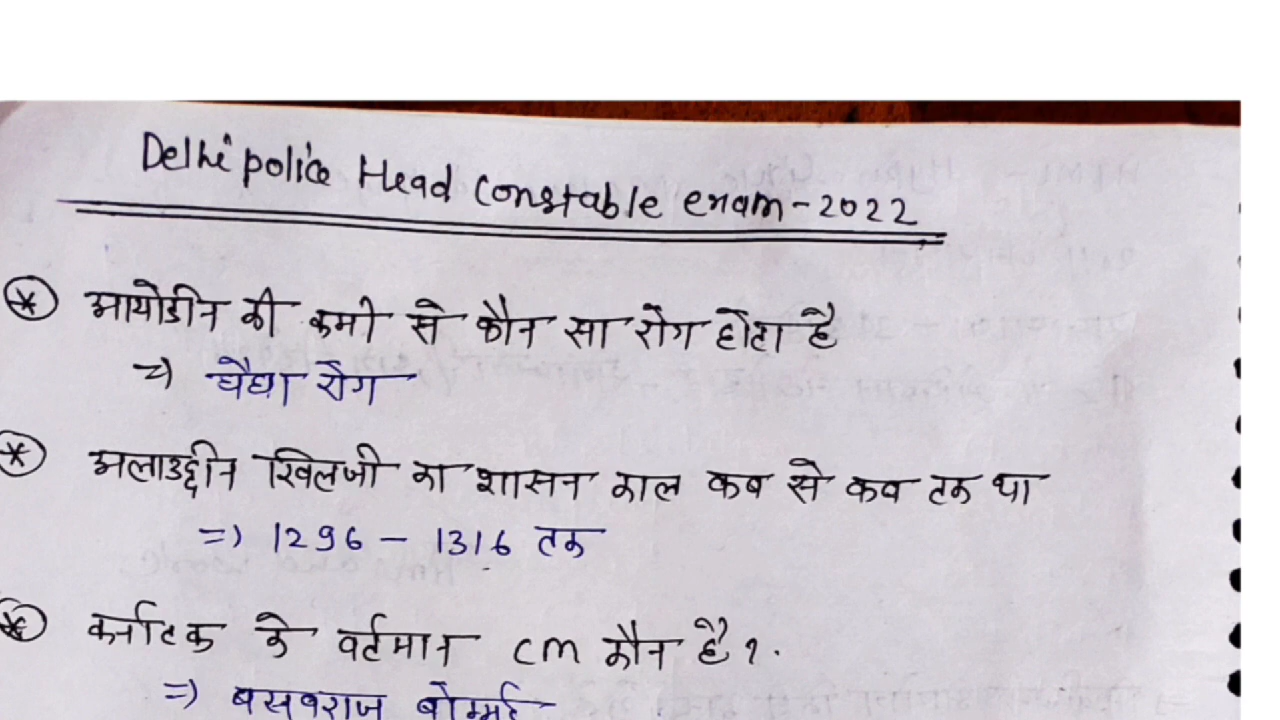 Delhi police Head Constable exam-2022
आयोडीन की कमी से कौन सा रोग होता है
=> घेघा रोग
अलाउद्दीन खिलजी का शासन काल कब से कब तक था
=> 1296 - 1316 तक
कर्नाटक के वर्तमान cm कौन है?
=> बसवराज बोम्मई